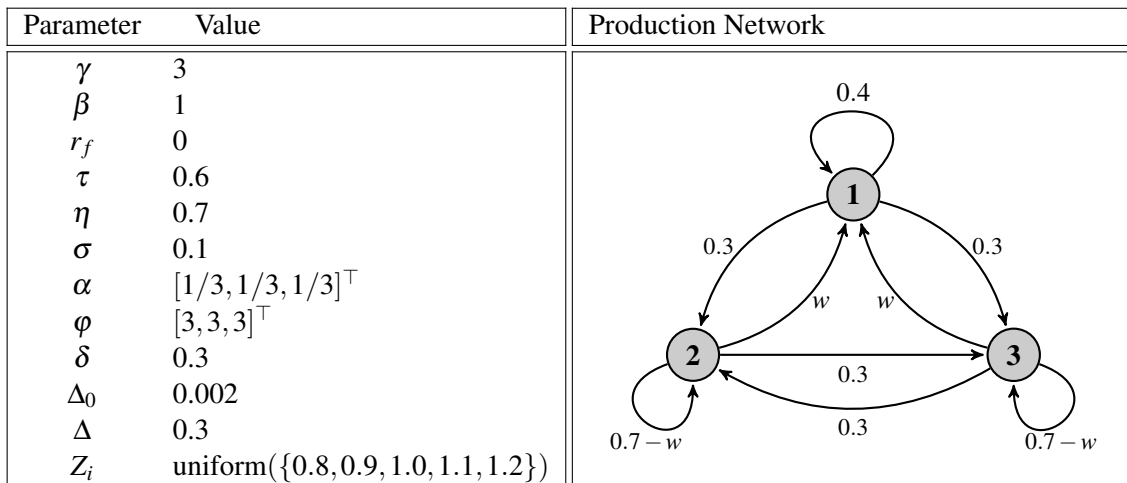 Parameter Value Production Network
γ 3
β 1
r_f 0
τ 0.6
η 0.7
σ 0.1
α [1/3,1/3,1/3]^⊤
φ [3,3,3]^⊤
δ 0.3
Δ_0 0.002
Δ 0.3
Z_i uniform({0.8,0.9,1.0,1.1,1.2})
0.4
1
0.3 0.3
w w
2 3
0.3
0.7−w 0.3 0.7−w